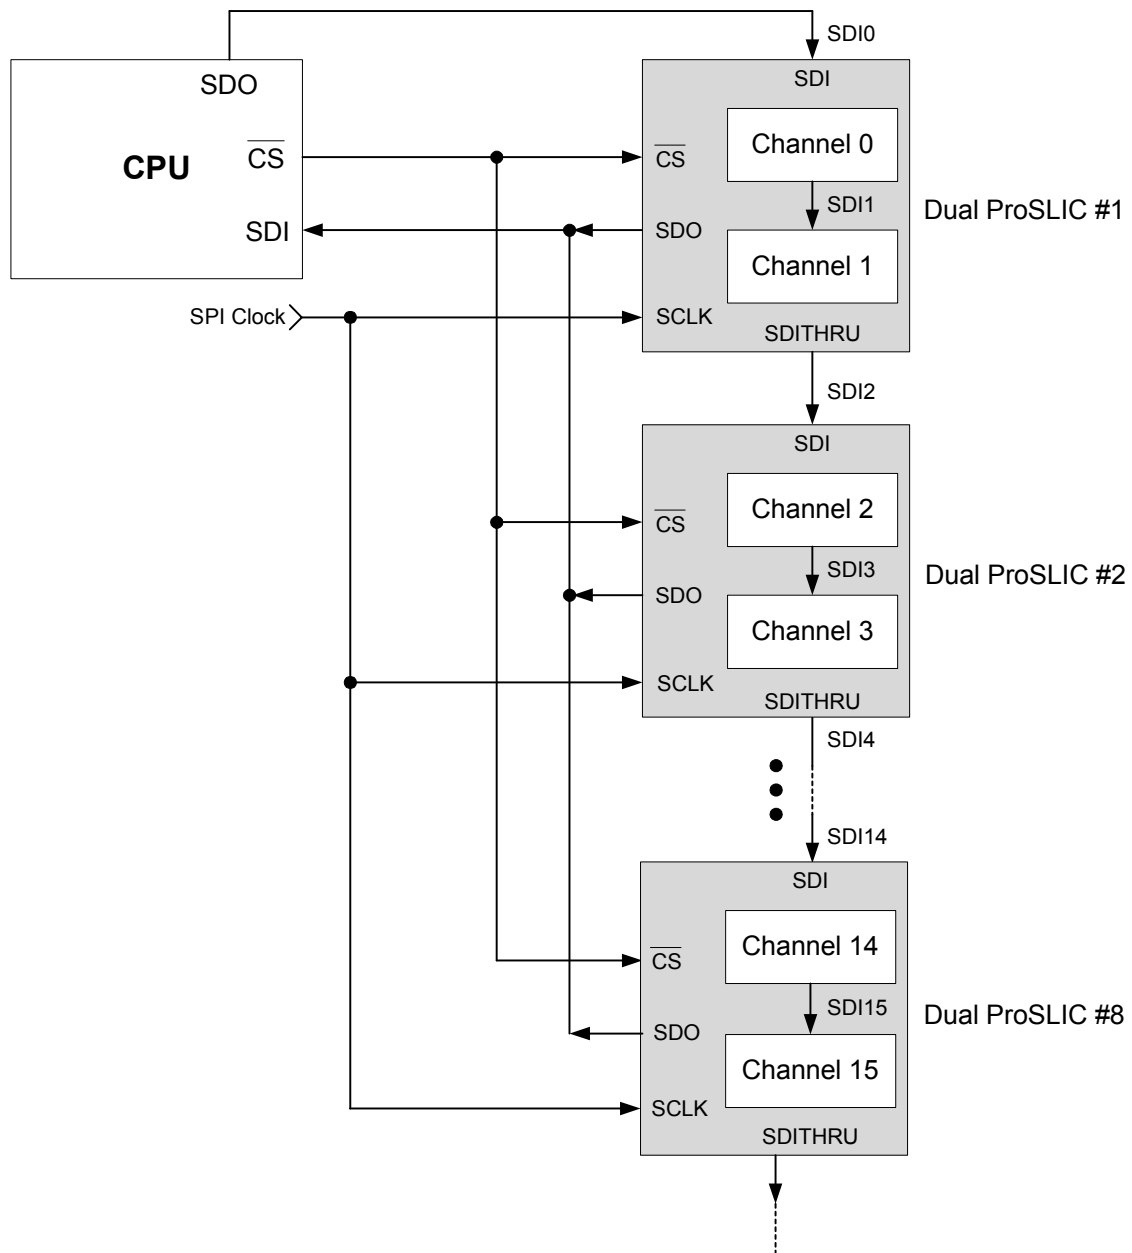 SDI0
SDO
SDI
CPU
CS
CS
Channel 0
SDI1
Dual ProSLIC #1
SDI
SDO
Channel 1
SPI Clock
SCLK
SDITHRU
SDI2
SDI
CS
Channel 2
SDI3
Dual ProSLIC #2
SDO
Channel 3
SCLK
SDITHRU
SDI4
SDI14
SDI
CS
Channel 14
SDI15
Dual ProSLIC #8
SDO
Channel 15
SCLK
SDITHRU